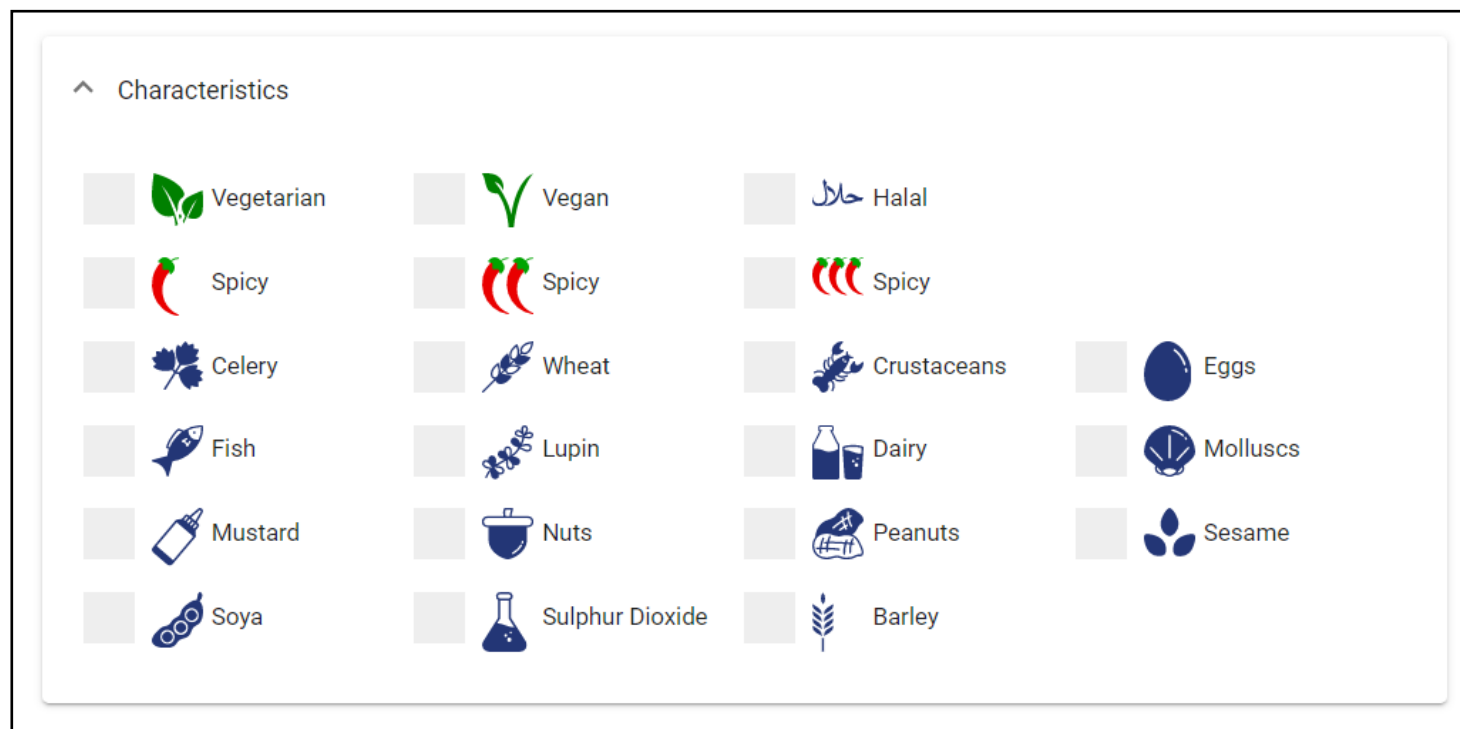 Characteristics
Vegetarian Vegan حلال Halal
Spicy Spicy Spicy
Celery Wheat Crustaceans Eggs
Fish Lupin Dairy Molluscs
Mustard Nuts Peanuts Sesame
Soya Sulphur Dioxide Barley